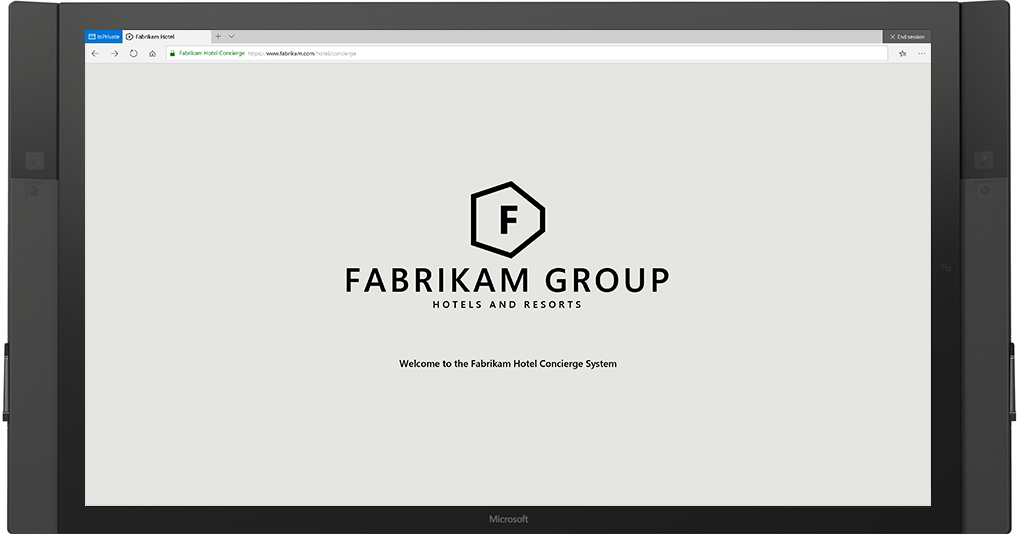 InPrivate Fabrikam Hotel End session
Fabrikam Hotel Concierge https://www.fabrikam.com/hotel/concierge
F
FABRIKAM GROUP
HOTELS AND RESORTS
Welcome to the Fabrikam Hotel Concierge System
Microsoft